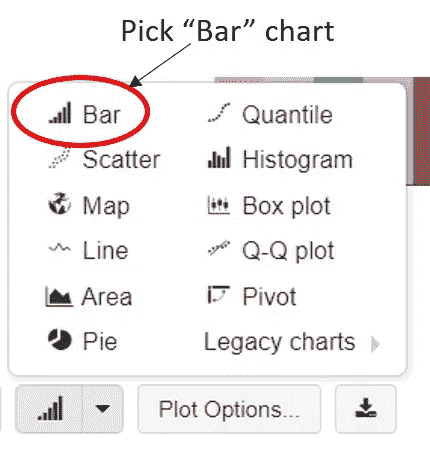 Pick “Bar” chart
Bar
Quantile
Scatter
Histogram
Map
Box plot
Line
Q-Q plot
Area
Pivot
Pie
Legacy charts
Plot Options...